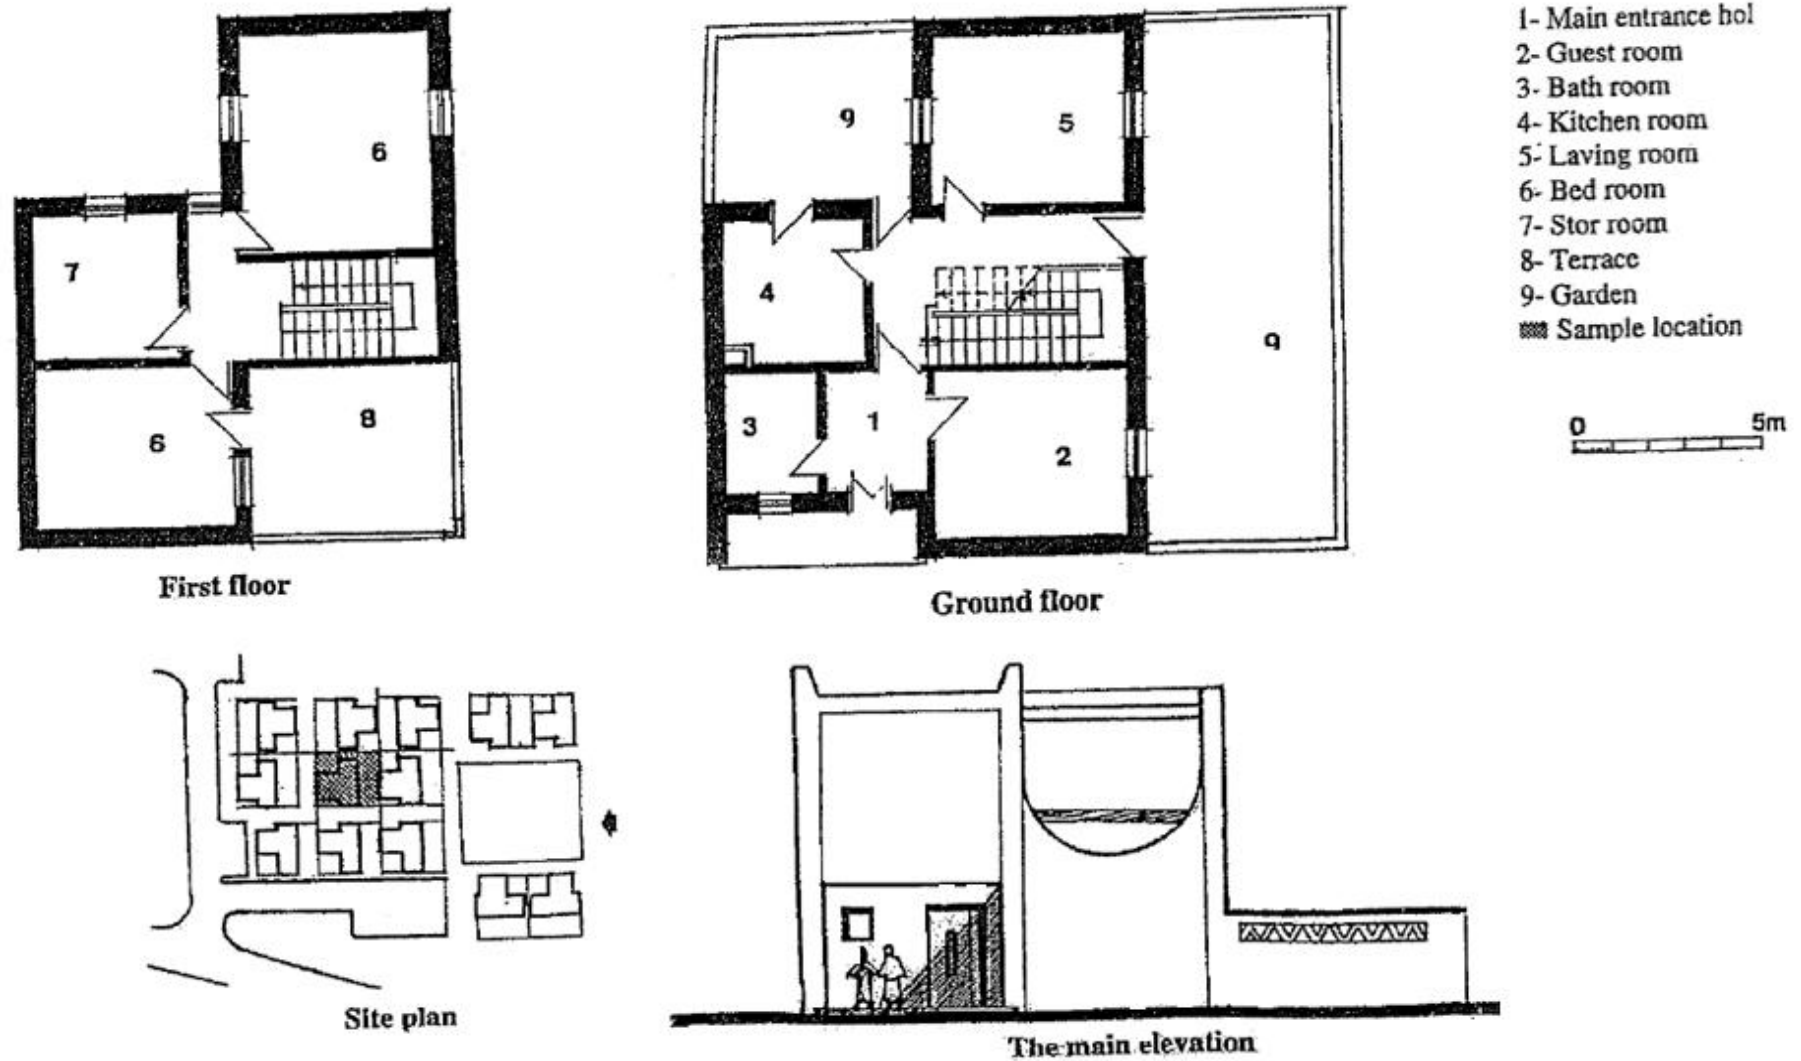 1- Main entrance hol
2- Guest room
3- Bath room
4- Kitchen room
5- Laving room
6- Bed room
7- Stor room
8- Terrace
9- Garden
Sample location
0 5m
6
7
6
8
First floor
9
5
4
9
3
1
2
Ground floor
Site plan
The main elevation